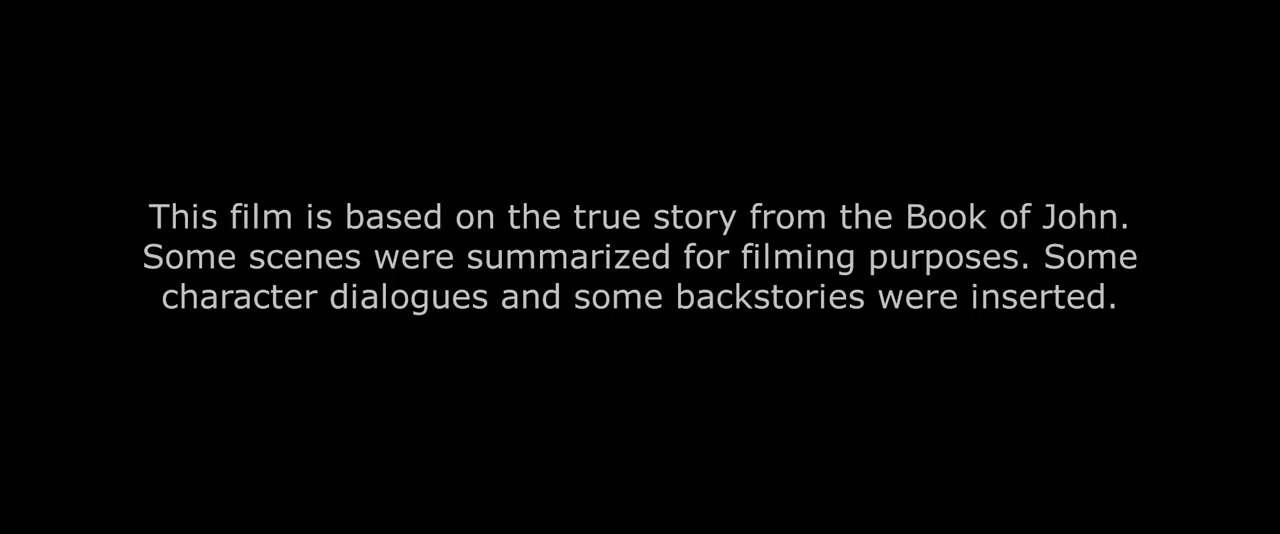 This film is based on the true story from the Book of John.
Some scenes were summarized for filming purposes. Some
character dialogues and some backstories were inserted.